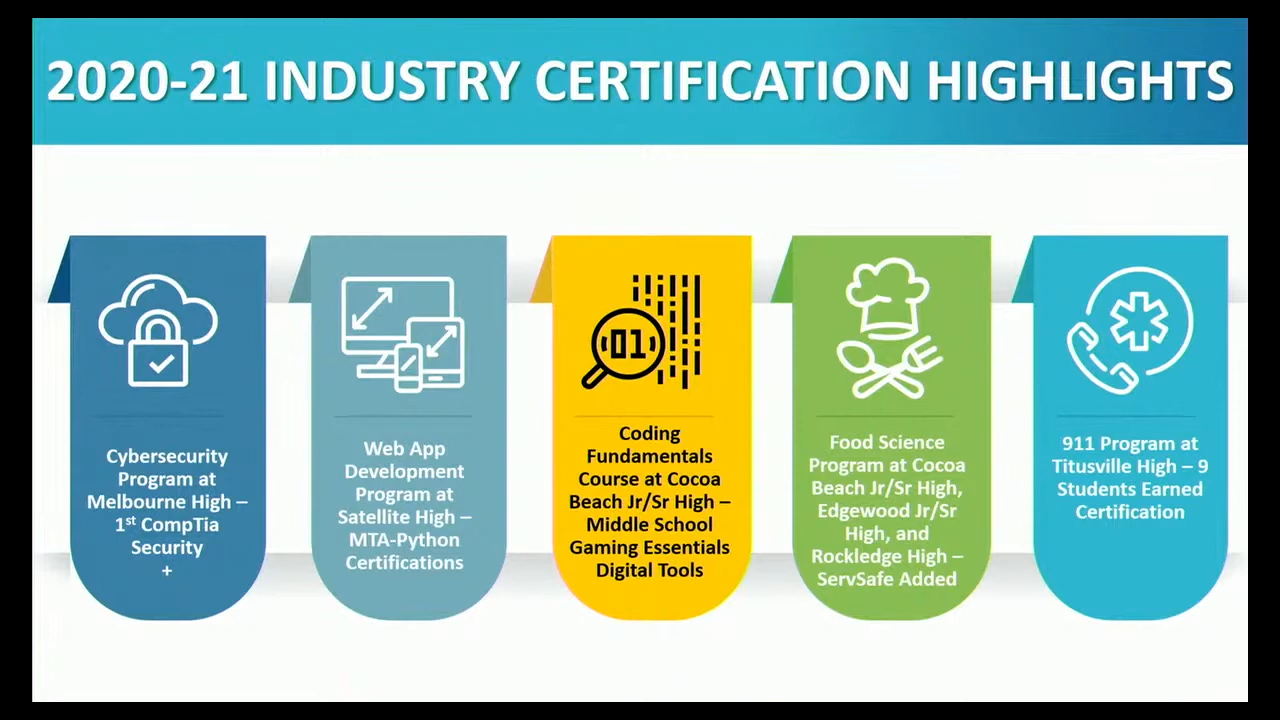 2020-21 INDUSTRY CERTIFICATION HIGHLIGHTS
Cybersecurity
Program at
Melbourne High –
1st CompTia
Security
+
Web App
Development
Program at
Satellite High –
MTA-Python
Certifications
01
Coding
Fundamentals
Course at Cocoa
Beach Jr/Sr High –
Middle School
Gaming Essentials
Digital Tools
Food Science
Program at Cocoa
Beach Jr/Sr High,
Edgewood Jr/Sr
High, and
Rockledge High –
ServSafe Added
911 Program at
Titusville High – 9
Students Earned
Certification